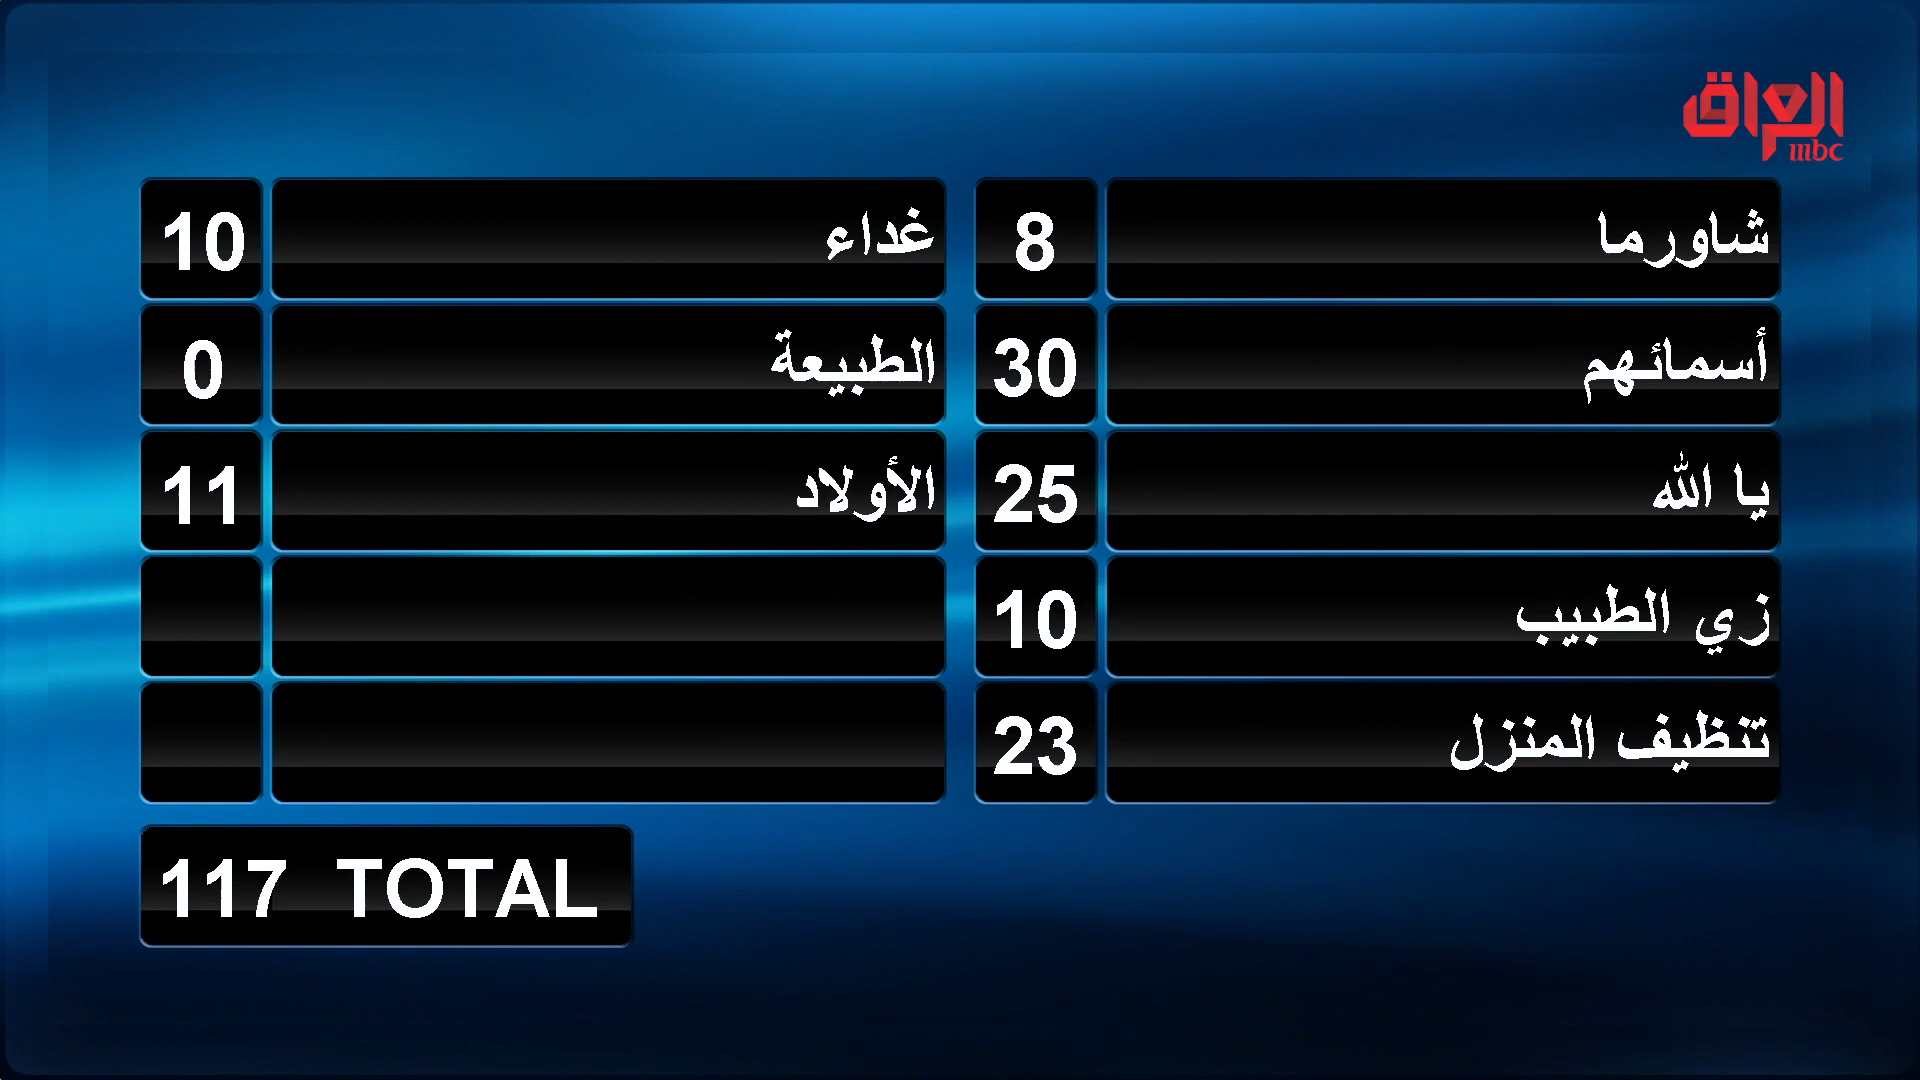 العراق
mbc
شاورما 8
أسمائهم 30
يا الله 25
زي الطبيب 10
تنظيف المنزل 23
غداء 10
الطبيعة 0
الأولاد 11
117 TOTAL